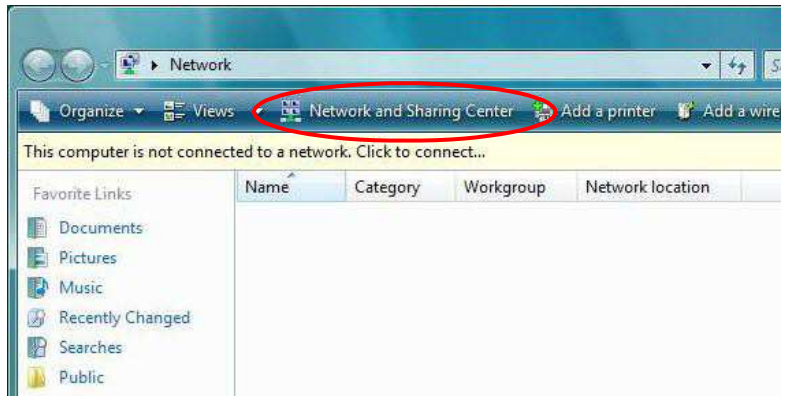 Network
Organize Views Network and Sharing Center Add a printer Add a wire
This computer is not connected to a network. Click to connect...
Favorite Links Name Category Workgroup Network location
Documents
Pictures
Music
Recently Changed
Searches
Public